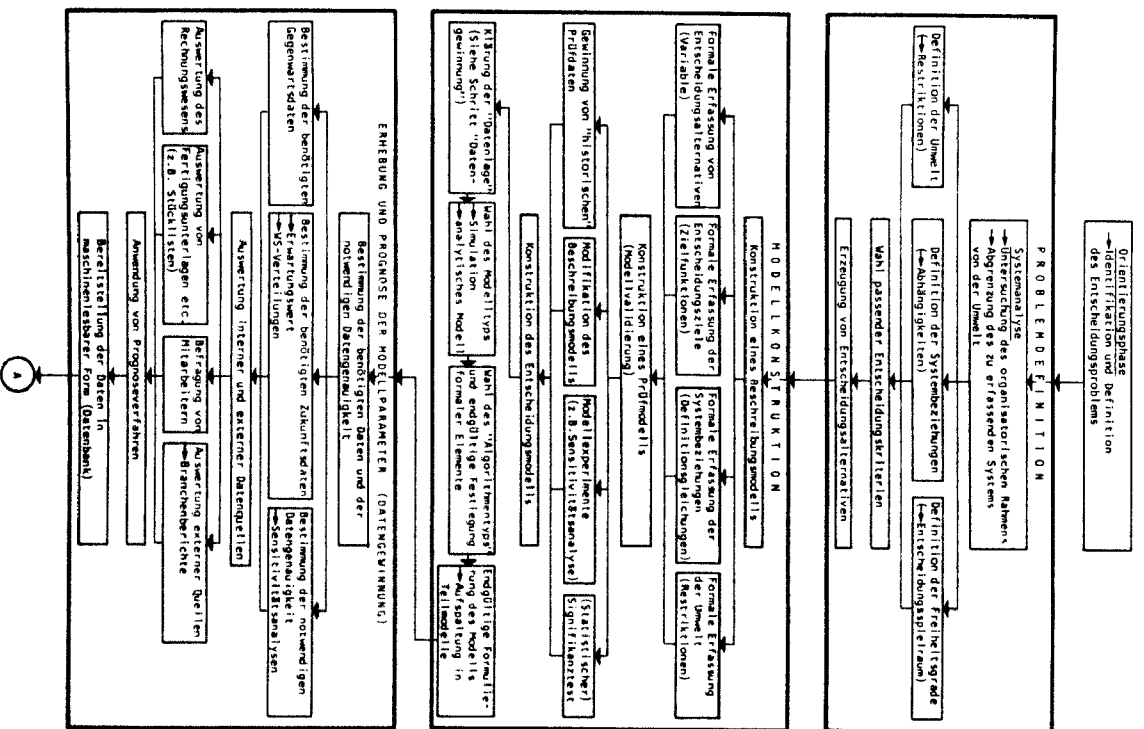 Orientierungsphase
→Identifikation und Definition
des Entscheidungsproblems
PROBLEMDEFINITION
Systemanalyse
→Untersuchung des organisatorischen Rahmens
→Abgrenzung des zu erfassenden Systems
von der Umwelt
Definition der Umwelt
(→Restriktionen)
Definition der Systembeziehungen
(→Abhängigkeiten)
Definition der Freiheitsgrade
(→Entscheidungsspielraum)
Wahl passender Entscheidungskriterien
Erzeugung von Entscheidungsalternativen
MODELLKONSTRUKTION
Konstruktion eines Beschreibungsmodells
Formale Erfassung von
Entscheidungsalternativen
(Variable)
Formale Erfassung der
Entscheidungsziele
(Zielfunktionen)
Formale Erfassung der
Systembeziehungen
(Definitionsgleichungen)
Formale Erfassung
der Umwelt
(Restriktionen)
Konstruktion eines Prüfmodells
(Modellvalidierung)
Gewinnung von "historischen"
Prüfdaten
Modifikation des
Beschreibungsmodells
Modellexperimente
(z.B.Sensitivitätsanalyse)
(Statistischer)
Signifikanztest
Konstruktion des Entscheidungsmodells
Klärung der "Datenlage"
(Siehe Schritt "Daten-
gewinnung")
Wahl des Modelltyps
→Simulation
→analytisches Modell
Wahl des "Algorithmentyps"
und endgültige Festlegung
formaler Elemente
Endgültige Formulie-
rung des Modells
→Aufspaltung in
Teilmodelle
ERHEBUNG UND PROGNOSE DER MODELLPARAMETER (DATENGEWINNUNG)
Bestimmung der benötigten Daten und der
notwendigen Datengenauigkeit
Bestimmung der benötigten
Gegenwartsdaten
Bestimmung der benötigten Zukunftsdaten
→Erwartungswert
→WS-Verteilungen
Bestimmung der notwendigen
Datengenauigkeit
→Sensitivitätsanalysen
Auswertung interner und externer Datenquellen
Auswertung des
Rechnungswesens
Auswertung von
Fertigungsunterlagen etc.
(z.B. Stücklisten)
Befragung von
Mitarbeitern
Auswertung externer Quellen
→Branchenberichte
Anwendung von Prognoseverfahren
Bereitstellung der Daten in
maschinenlesbarer Form (Datenbank)
A